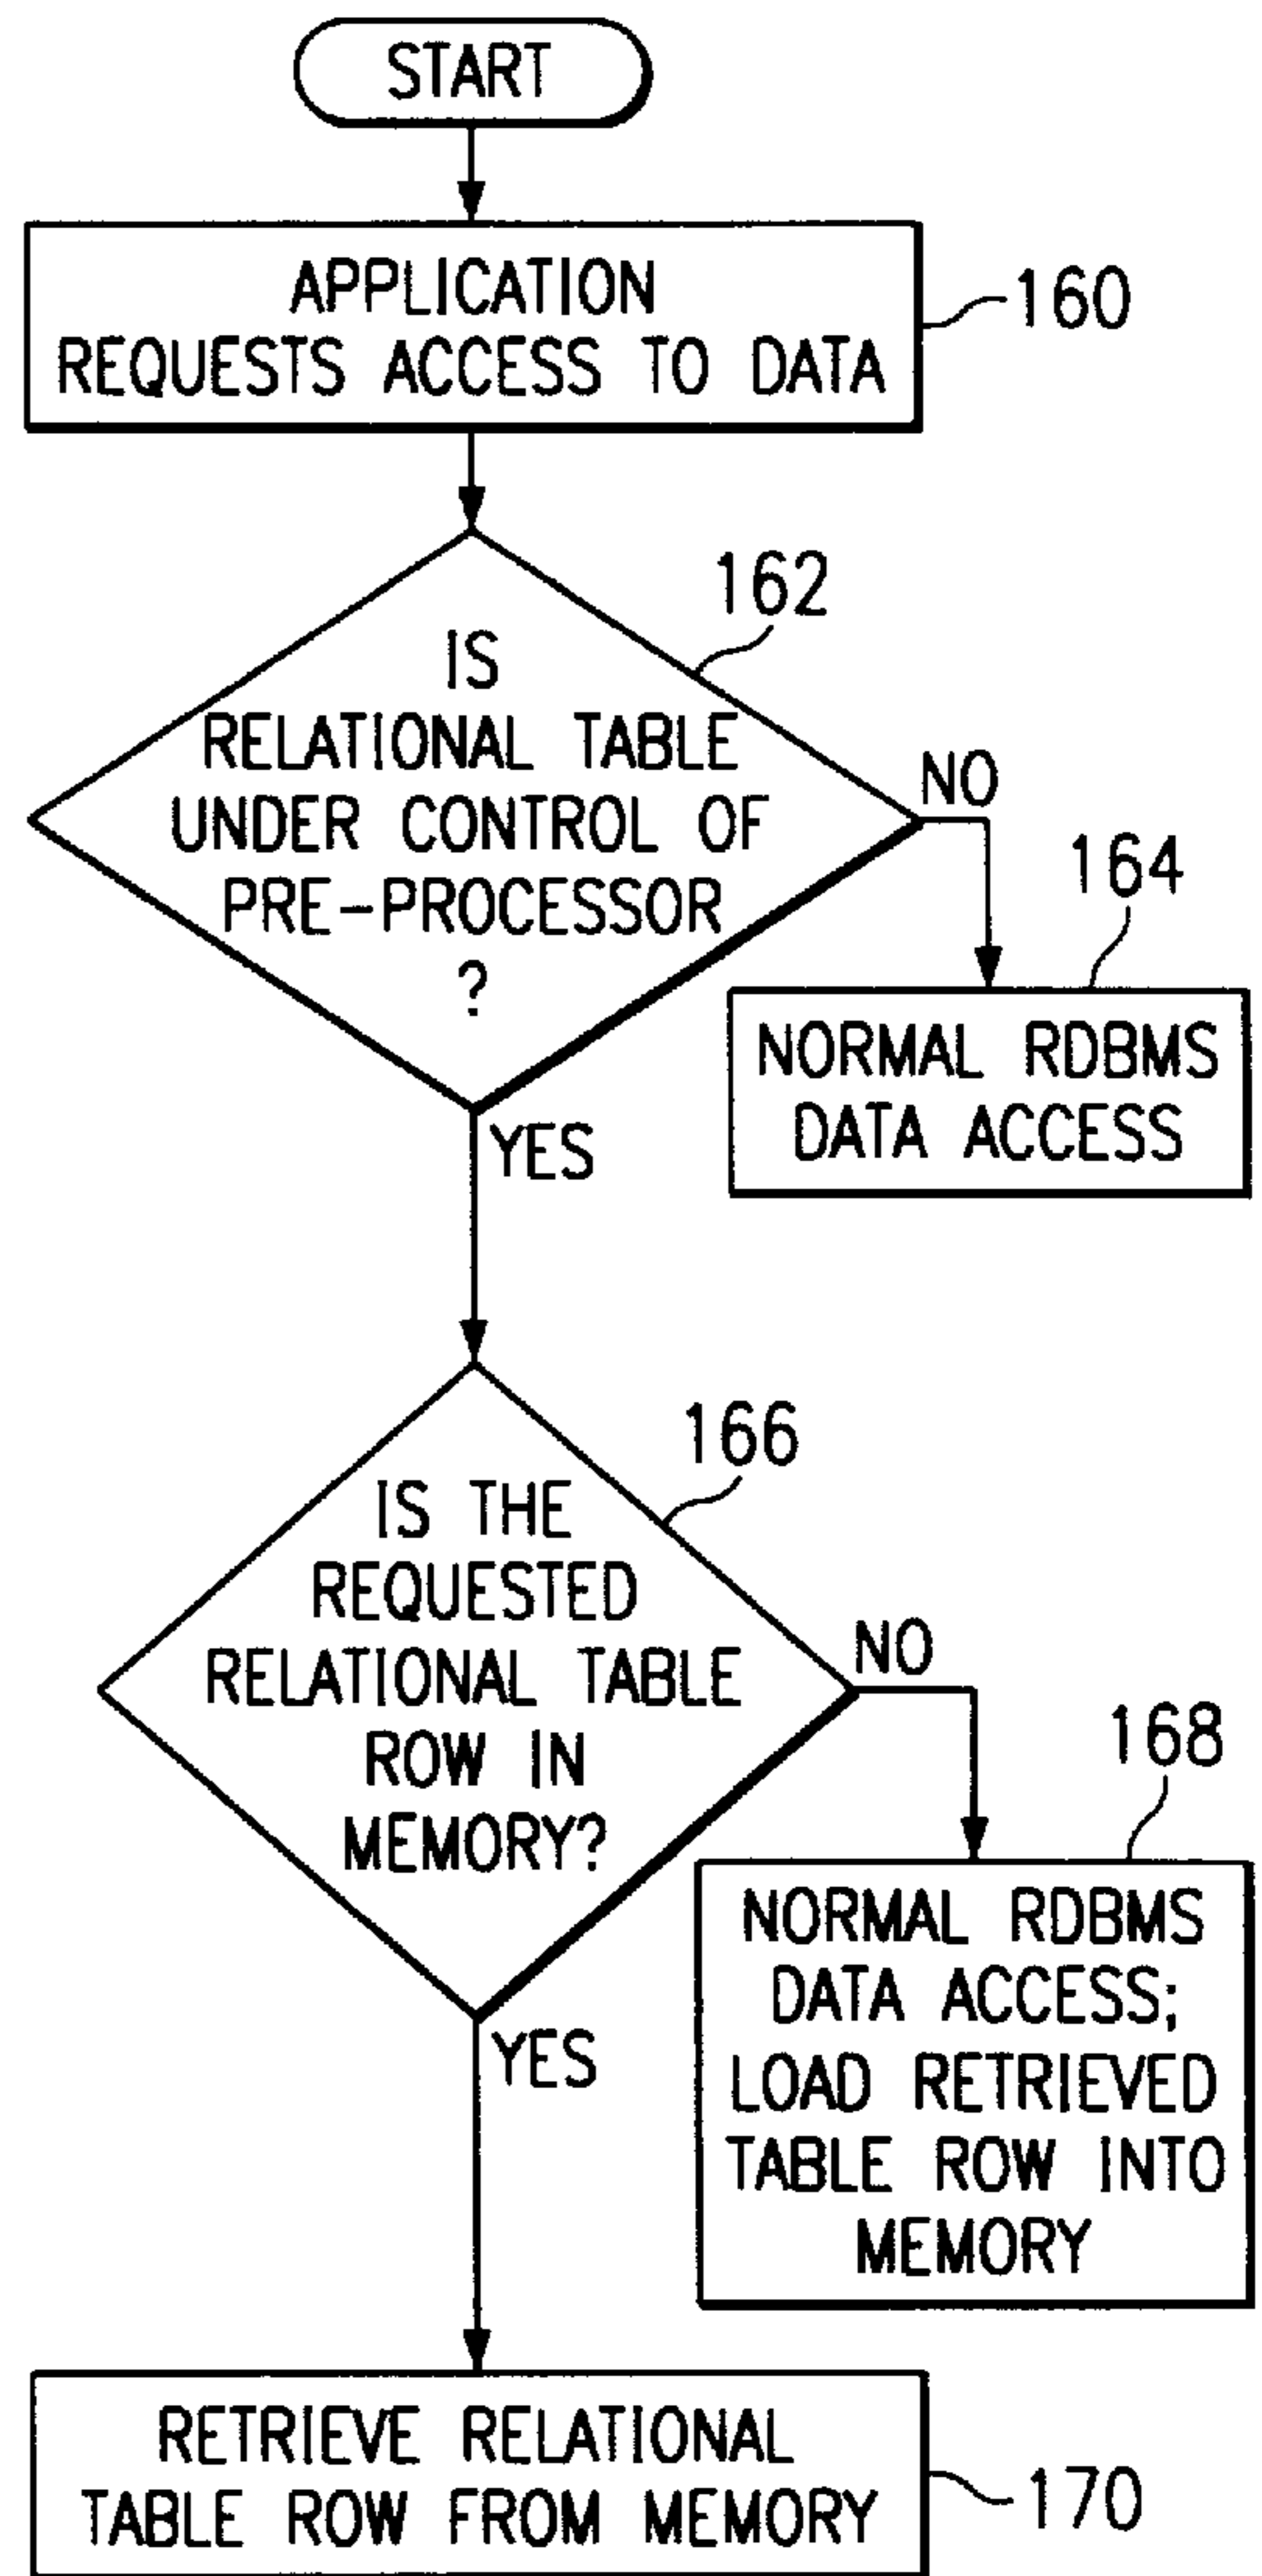 START
APPLICATION
REQUESTS ACCESS TO DATA
160
162
IS
RELATIONAL TABLE
UNDER CONTROL OF
PRE-PROCESSOR
?
NO
164
NORMAL RDBMS
DATA ACCESS
YES
166
IS THE
REQUESTED
RELATIONAL TABLE
ROW IN
MEMORY?
NO
168
NORMAL RDBMS
DATA ACCESS;
LOAD RETRIEVED
TABLE ROW INTO
MEMORY
YES
RETRIEVE RELATIONAL
TABLE ROW FROM MEMORY
170